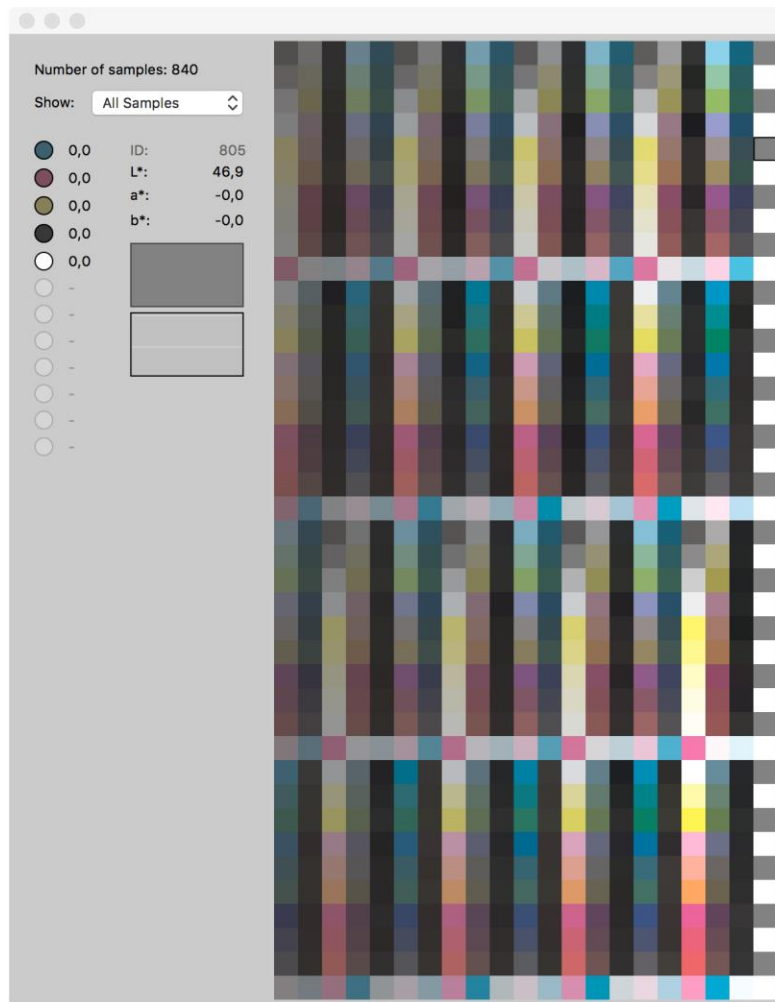 Number of samples: 840
Show: All Samples
0,0 ID: 805
0,0 L*: 46,9
0,0 a*: -0,0
0,0 b*: -0,0
0,0
-
-
-
-
-
-
-